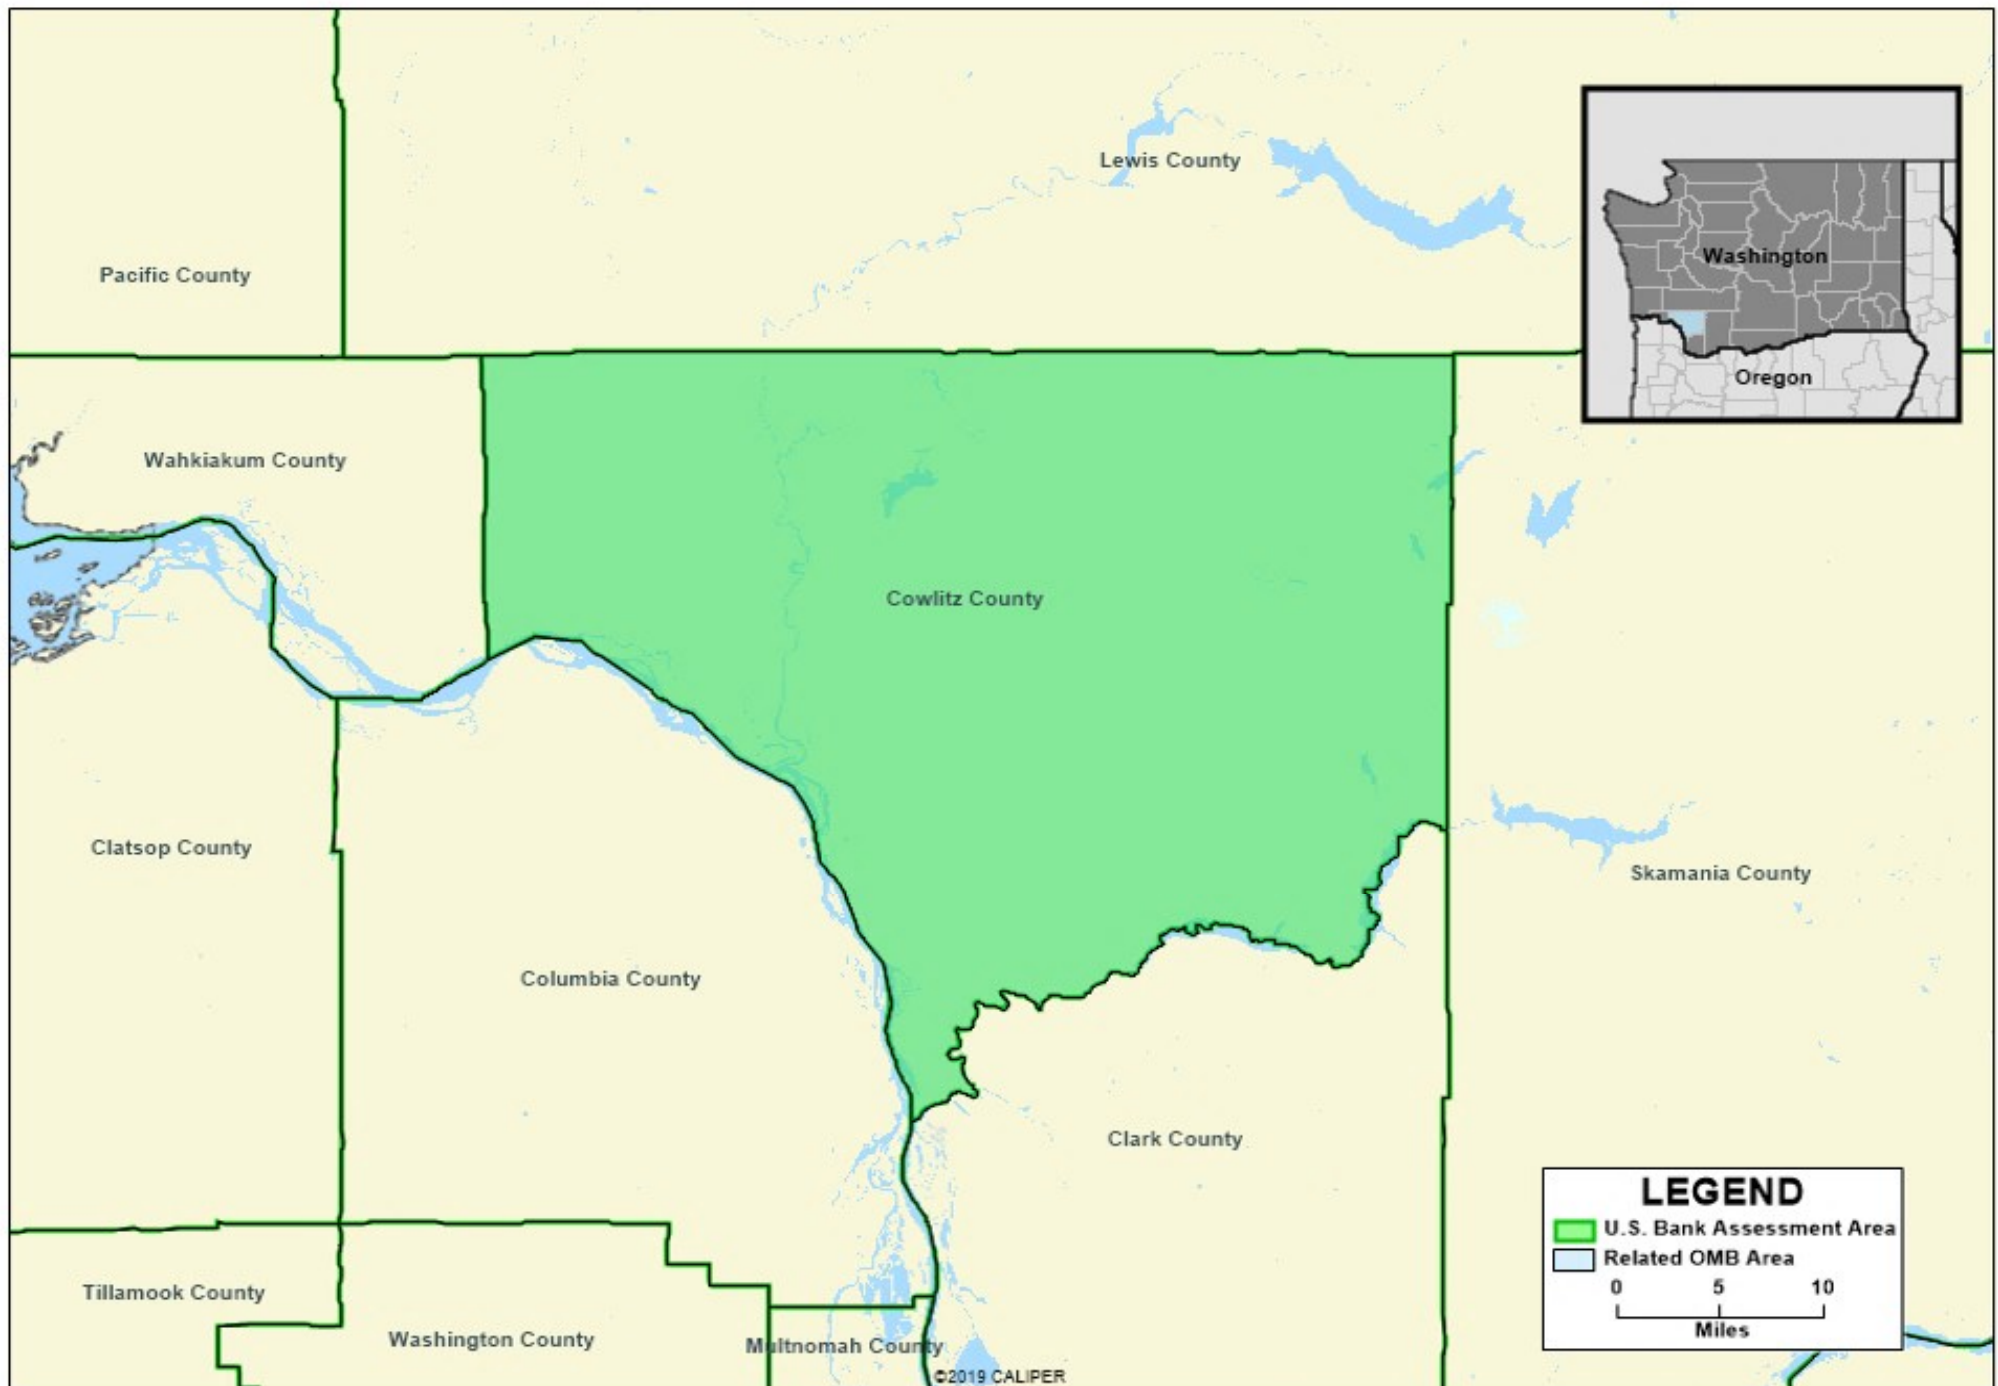 Lewis County
Pacific County
Washington
Oregon
Wahkiakum County
Cowlitz County
Clatsop County
Skamania County
Columbia County
Clark County
Tillamook County
Washington County
Multnomah County
©2019 CALIPER
LEGEND
U.S. Bank Assessment Area
Related OMB Area
0 5 10
Miles